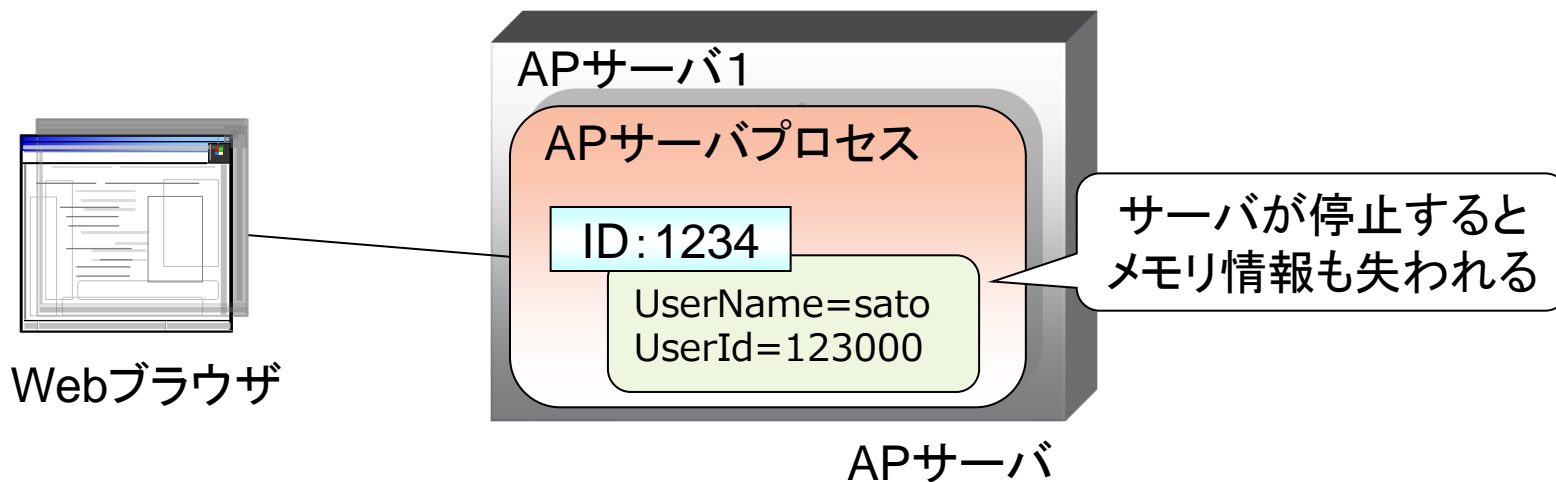 APサーバ1
APサーバプロセス
ID:1234
UserName=sato
UserId=123000
サーバが停止すると
メモリ情報も失われる
Webブラウザ
APサーバ